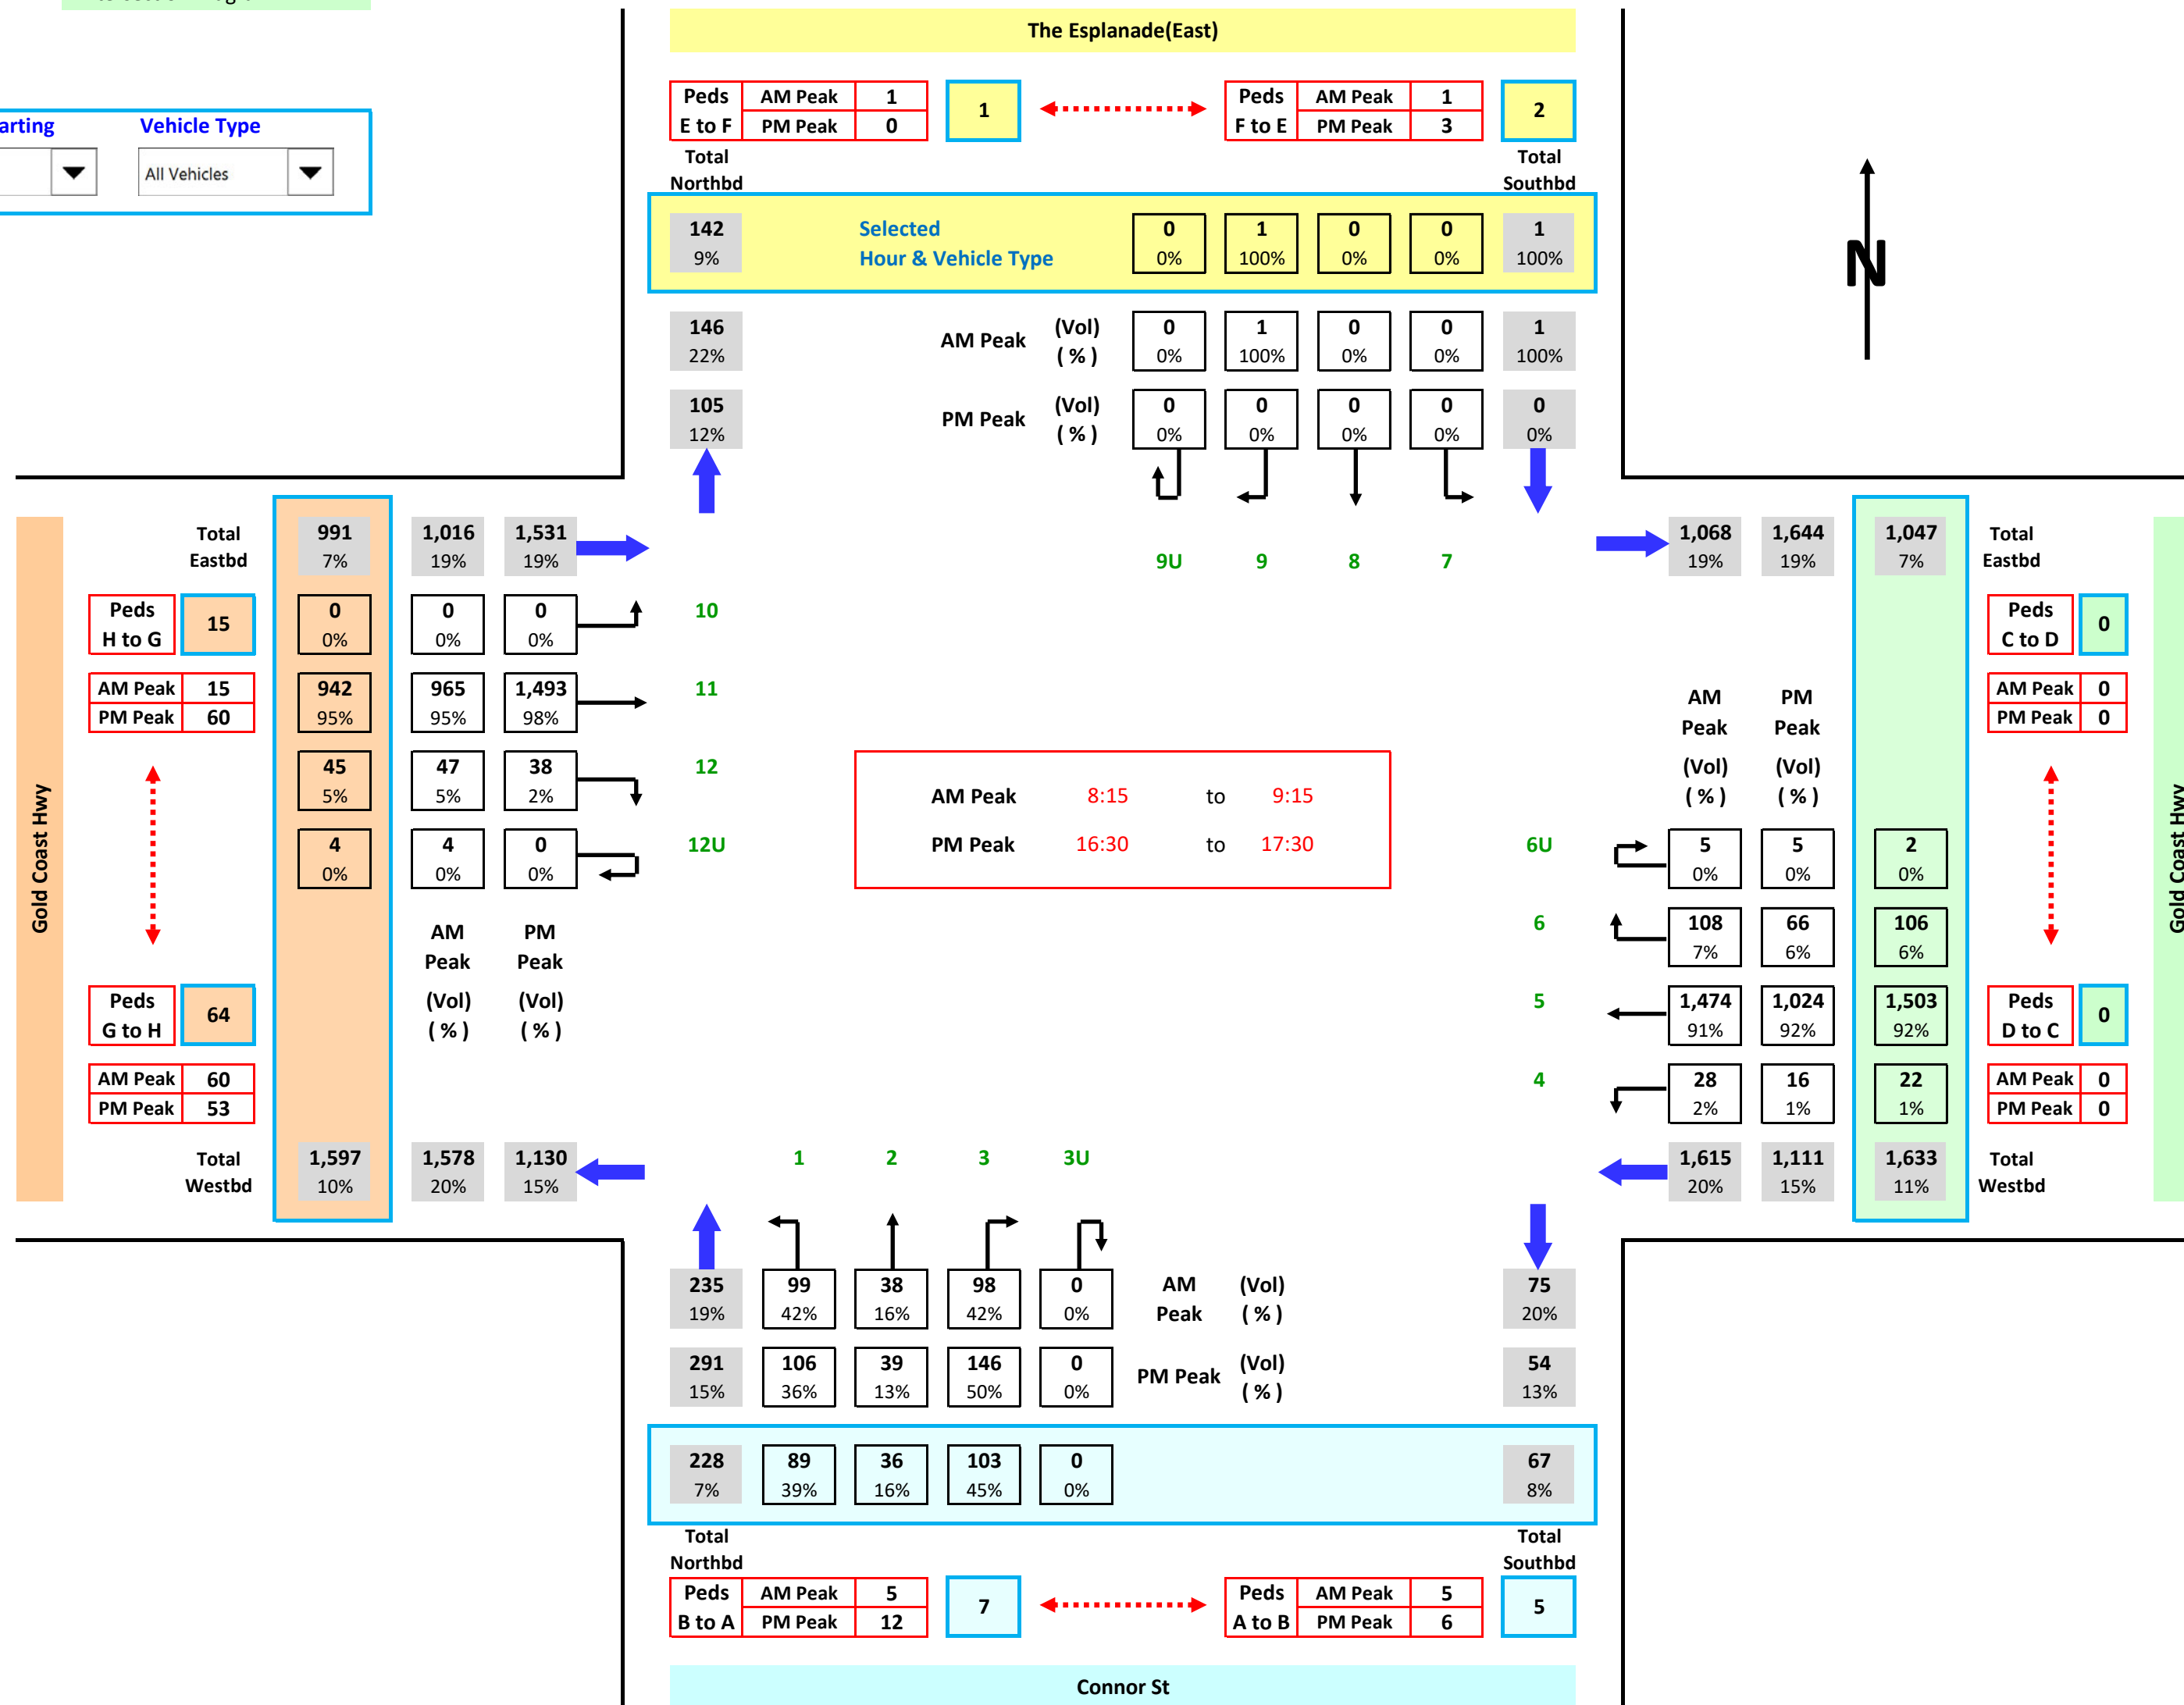 The Esplanade(East)
arting Vehicle Type
All Vehicles
Peds AM Peak 1
E to F PM Peak 0
1
Peds AM Peak 1
F to E PM Peak 3
2
Total Northbd
Total Southbd
142 9%
Selected
Hour & Vehicle Type
0 1 0 0 1
0% 100% 0% 0% 100%
146 22%
AM Peak (Vol) ( % )
0 1 0 0 1
0% 100% 0% 0% 100%
105 12%
PM Peak (Vol) ( % )
0 0 0 0 0
0% 0% 0% 0% 0%
N
9U 9 8 7
Gold Coast Hwy
Total Eastbd
991 1,016 1,531
7% 19% 19%
Peds H to G 15
0 0 0
0% 0% 0%
10
AM Peak 15
PM Peak 60
942 965 1,493
95% 95% 98%
11
45 47 38
5% 5% 2%
12
4 4 0
0% 0% 0%
12U
AM Peak (Vol) ( % )
PM Peak (Vol) ( % )
Peds G to H 64
AM Peak 60
PM Peak 53
Total Westbd
1,597 1,578 1,130
10% 20% 15%
AM Peak 8:15 to 9:15
PM Peak 16:30 to 17:30
1,068 1,644 1,047
19% 19% 7%
Total Eastbd
Peds C to D 0
AM Peak 0
PM Peak 0
AM Peak (Vol) ( % )
PM Peak (Vol) ( % )
6U
5 5 2
0% 0% 0%
6
108 66 106
7% 6% 6%
5
1,474 1,024 1,503
91% 92% 92%
Peds D to C 0
4
28 16 22
2% 1% 1%
AM Peak 0
PM Peak 0
1,615 1,111 1,633
20% 15% 11%
Total Westbd
Gold Coast Hwy
1 2 3 3U
235 99 38 98 0
19% 42% 16% 42% 0%
AM Peak (Vol) ( % )
75 20%
291 106 39 146 0
15% 36% 13% 50% 0%
PM Peak (Vol) ( % )
54 13%
228 89 36 103 0
7% 39% 16% 45% 0%
67 8%
Total Northbd
Total Southbd
Peds AM Peak 5
B to A PM Peak 12
7
Peds AM Peak 5
A to B PM Peak 6
5
Connor St